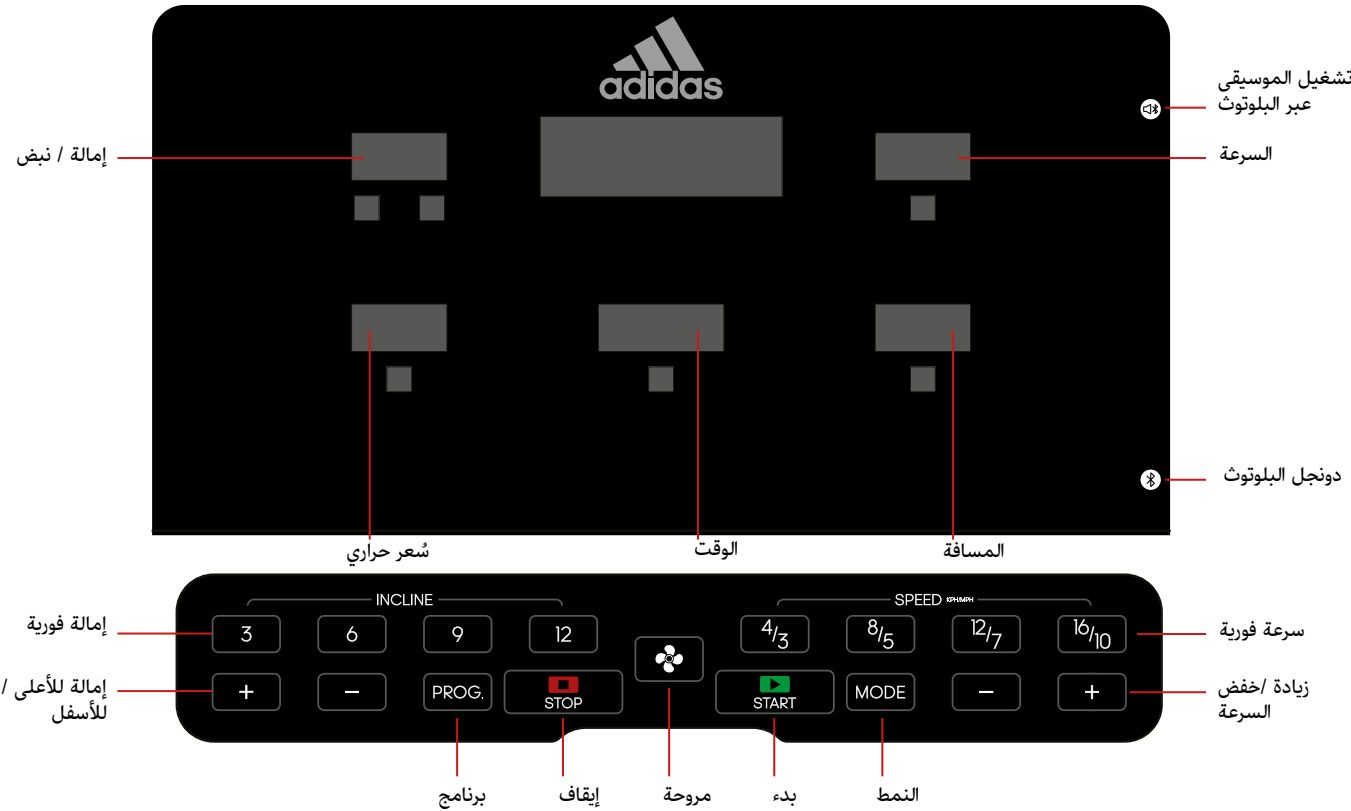 adidas
تشغيل الموسيقى
عبر البلوتوث
إمالة / نبض
السرعة
دونجل البلوتوث
سُعر حراري
الوقت
المسافة
INCLINE
SPEED KPH/MPH
إمالة فورية
3
6
9
12
4/3
8/5
12/7
16/10
سرعة فورية
إمالة للأعلى /
للأسفل
+
−
PROG.
STOP
START
MODE
−
+
زيادة /خفض
السرعة
برنامج
إيقاف
مروحة
بدء
النمط